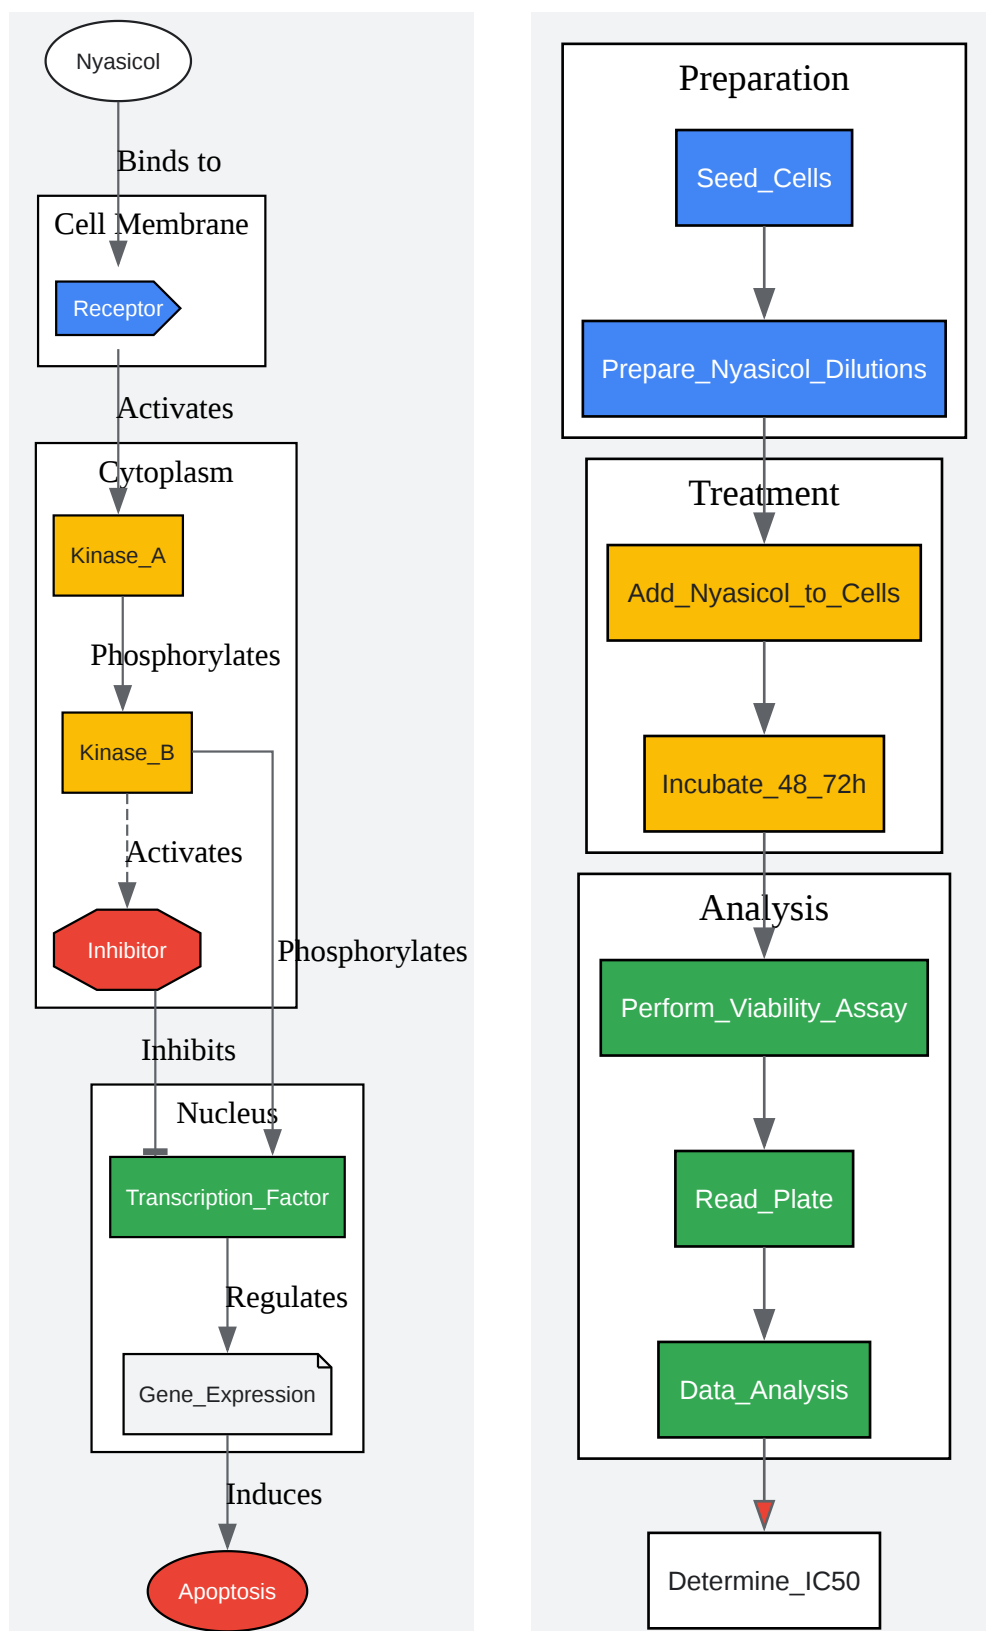 Nyasicol
Binds to
Cell Membrane
Receptor
Activates
Cytoplasm
Kinase_A
Phosphorylates
Kinase_B
Activates
Inhibitor
Phosphorylates
Inhibits
Nucleus
Transcription_Factor
Regulates
Gene_Expression
Induces
Apoptosis
Preparation
Seed_Cells
Prepare_Nyasicol_Dilutions
Treatment
Add_Nyasicol_to_Cells
Incubate_48_72h
Analysis
Perform_Viability_Assay
Read_Plate
Data_Analysis
Determine_IC50